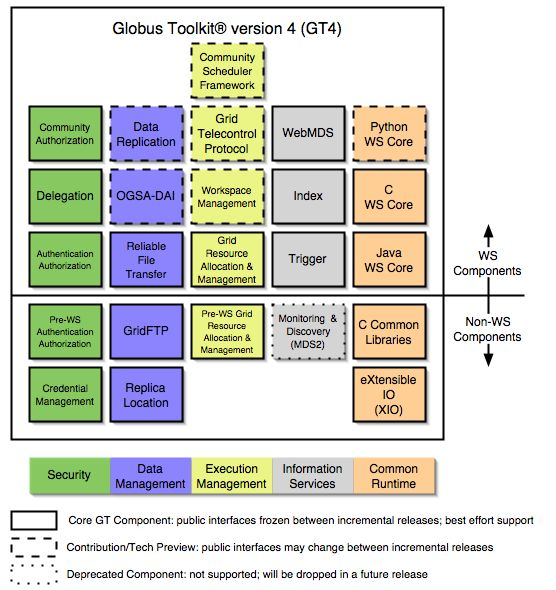 Globus Toolkit® version 4 (GT4)
Community
Scheduler
Framework
Community
Authorization
Data
Replication
Grid
Telecontrol
Protocol
WebMDS
Python
WS Core
Delegation
OGSA-DAI
Workspace
Management
Index
C
WS Core
Authentication
Authorization
Reliable
File
Transfer
Grid
Resource
Allocation &
Management
Trigger
Java
WS Core
WS
Components
Pre-WS
Authentication
Authorization
GridFTP
Pre-WS Grid
Resource
Allocation &
Management
Monitoring &
Discovery
(MDS2)
C Common
Libraries
Non-WS
Components
Credential
Management
Replica
Location
eXtensible
IO
(XIO)
Security
Data
Management
Execution
Management
Information
Services
Common
Runtime
Core GT Component: public interfaces frozen between incremental releases; best effort support
Contribution/Tech Preview: public interfaces may change between incremental releases
Deprecated Component: not supported; will be dropped in a future release